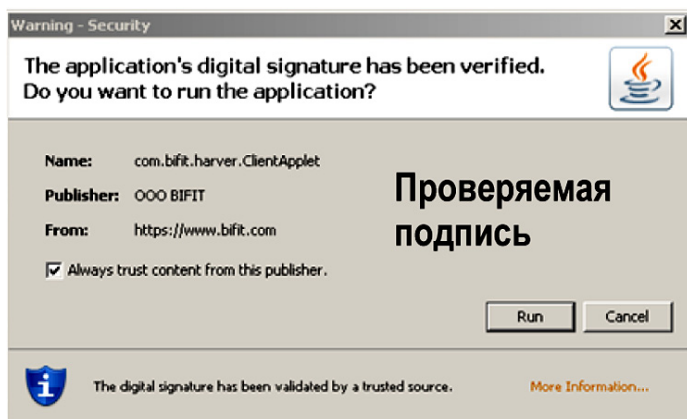 Warning - Security
The application's digital signature has been verified.
Do you want to run the application?
Name: com.bifit.harver.ClientApplet
Publisher: OOO BIFIT
From: https://www.bifit.com
Проверяемая
подпись
Always trust content from this publisher.
Run Cancel
The digital signature has been validated by a trusted source. More Information...